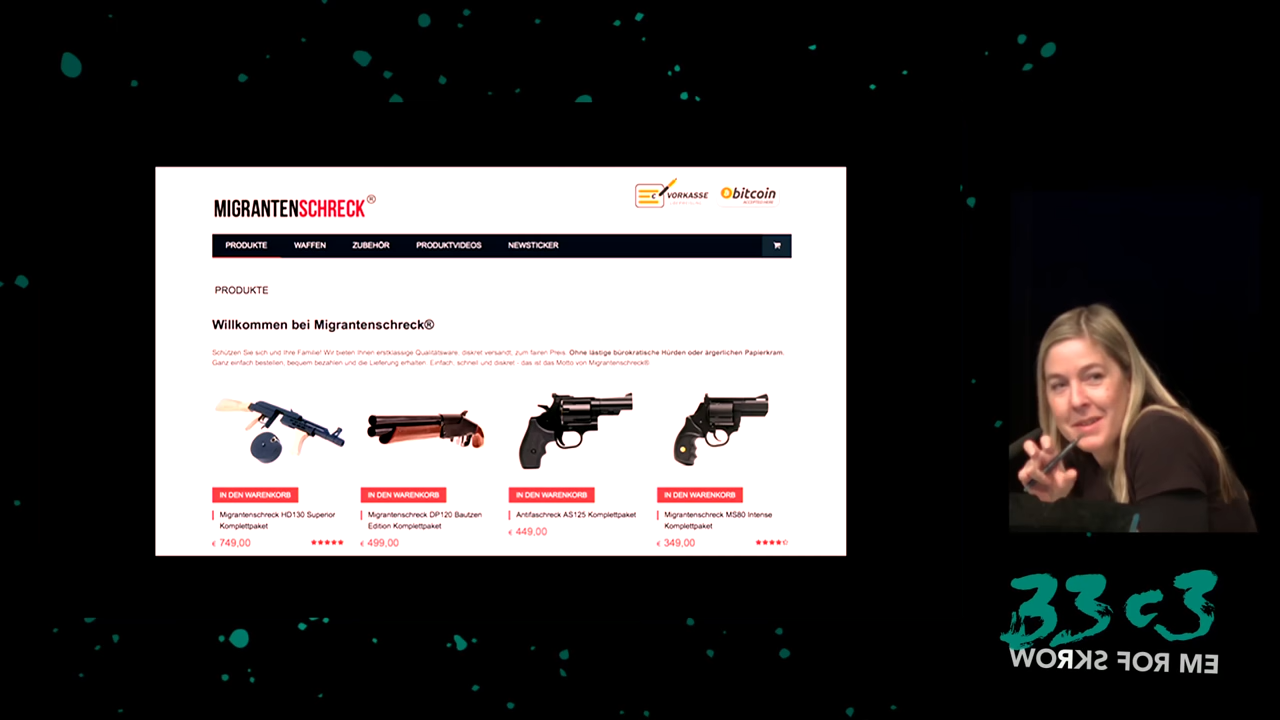 MIGRANTENSCHRECK®
VORKASSE
bitcoin
PRODUKTE WAFFEN ZUBEHÖR PRODUKTVIDEOS NEWSTICKER
PRODUKTE
Willkommen bei Migrantenschreck®
Schützen Sie sich und Ihre Familie! Wir bieten Ihnen erstklassige Qualitätsware, diskret versandt, zum fairen Preis. Ohne lästige bürokratische Hürden oder ärgerlichen Papierkram.
Ganz einfach bestellen, bequem bezahlen und die Lieferung erhalten. Einfach, schnell und diskret - das ist das Motto von Migrantenschreck®
IN DEN WARENKORB IN DEN WARENKORB IN DEN WARENKORB IN DEN WARENKORB
Migrantenschreck HD130 Superior Migrantenschreck DP120 Bautzen Antifaschreck AS125 Komplettpaket Migrantenschreck MS80 Intense
Komplettpaket Edition Komplettpaket Komplettpaket
€ 749,00 € 499,00 € 449,00 € 349,00
33c3
WORKS FOR ME